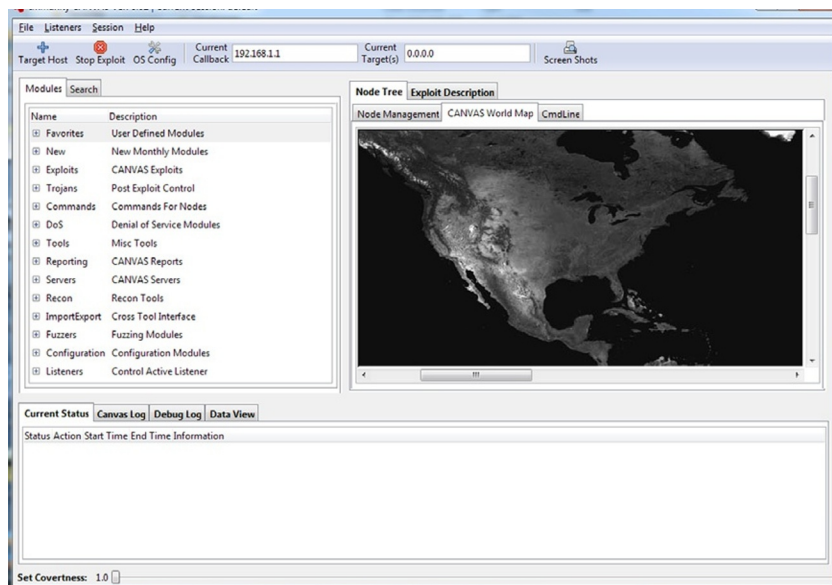 File Listeners Session Help
Target Host Stop Exploit OS Config Current Callback 192.168.1.1 Current Target(s) 0.0.0.0 Screen Shots
Modules Search
Name Description
Favorites User Defined Modules
New New Monthly Modules
Exploits CANVAS Exploits
Trojans Post Exploit Control
Commands Commands For Nodes
DoS Denial of Service Modules
Tools Misc Tools
Reporting CANVAS Reports
Servers CANVAS Servers
Recon Recon Tools
ImportExport Cross Tool Interface
Fuzzers Fuzzing Modules
Configuration Configuration Modules
Listeners Control Active Listener
Node Tree Exploit Description
Node Management CANVAS World Map CmdLine
Current Status Canvas Log Debug Log Data View
Status Action Start Time End Time Information
Set Covertness: 1.0